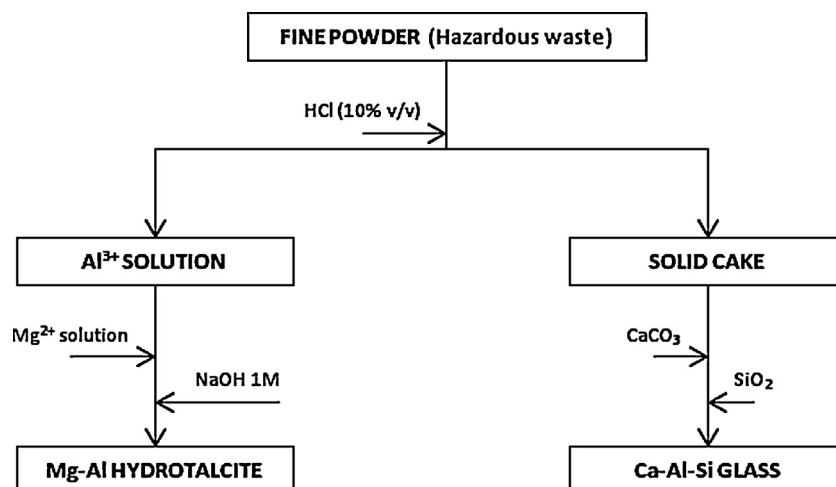 FINE POWDER (Hazardous waste)
HCl (10% v/v)
Al³⁺ SOLUTION
SOLID CAKE
Mg²⁺ solution
CaCO₃
NaOH 1M
SiO₂
Mg-Al HYDROTALCITE
Ca-Al-Si GLASS